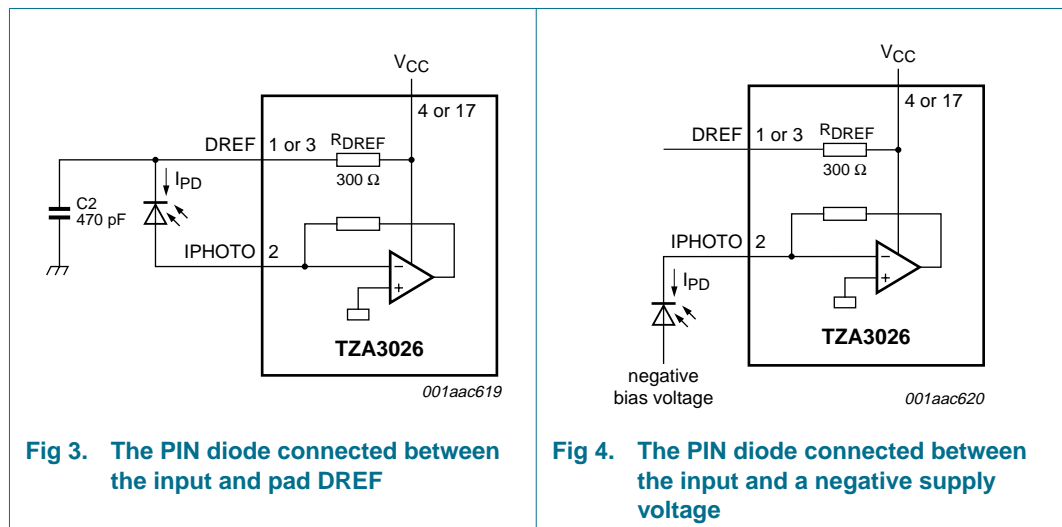 VCC
4 or 17
DREF 1 or 3 RDREF
300 Ω
IPD
C2
470 pF
IPHOTO 2
−
+
TZA3026
001aac619
Fig 3. The PIN diode connected between
the input and pad DREF
VCC
4 or 17
DREF 1 or 3 RDREF
300 Ω
IPHOTO 2
IPD
−
+
TZA3026
negative
bias voltage
001aac620
Fig 4. The PIN diode connected between
the input and a negative supply
voltage